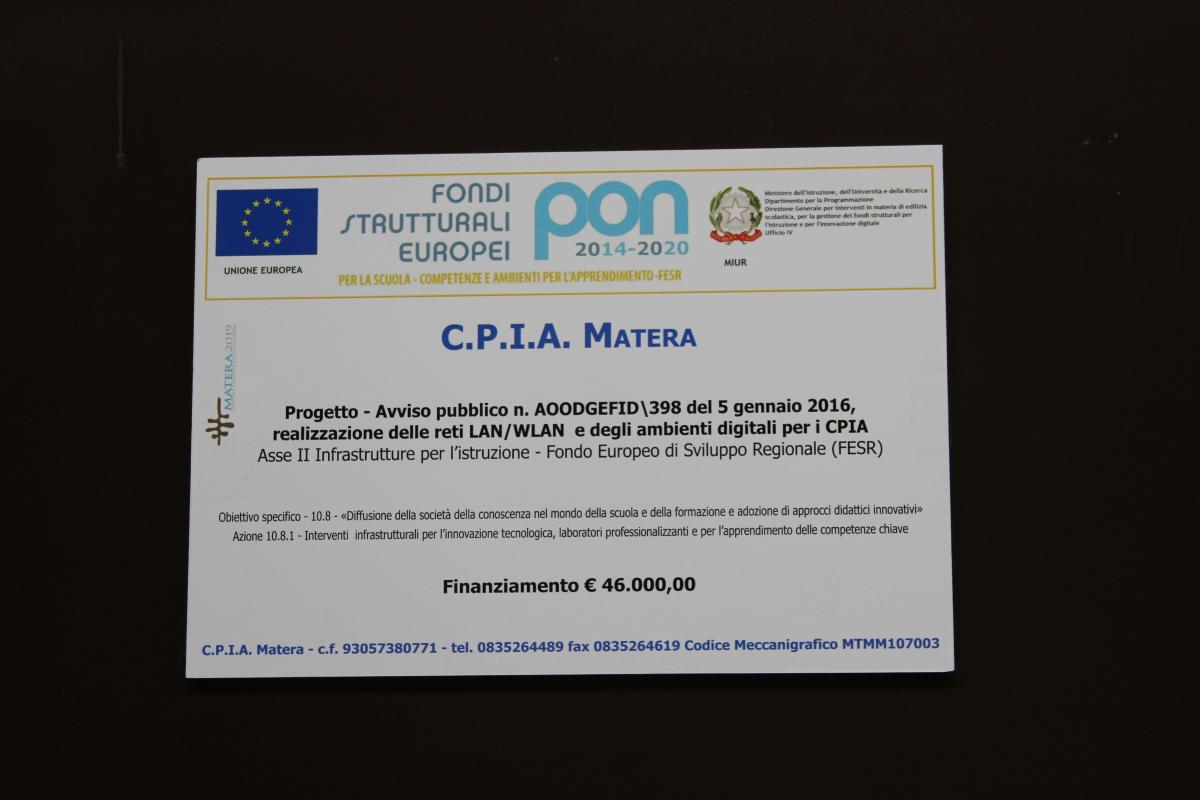 FONDI
STRUTTURALI
EUROPEI
pon
2014-2020
UNIONE EUROPEA
PER LA SCUOLA - COMPETENZE E AMBIENTI PER L'APPRENDIMENTO-FESR
Ministero dell'Istruzione, dell'Università e della Ricerca
Dipartimento per la Programmazione
Direzione Generale per interventi in materia di edilizia
scolastica, per la gestione dei fondi strutturali per
l'istruzione e per l'innovazione digitale
Ufficio IV
MIUR
MATERA2019
C.P.I.A. MATERA
Progetto - Avviso pubblico n. AOODGEFID\398 del 5 gennaio 2016,
realizzazione delle reti LAN/WLAN e degli ambienti digitali per i CPIA
Asse II Infrastrutture per l'istruzione - Fondo Europeo di Sviluppo Regionale (FESR)
Obiettivo specifico - 10.8 - «Diffusione della società della conoscenza nel mondo della scuola e della formazione e adozione di approcci didattici innovativi»
Azione 10.8.1 - Interventi infrastrutturali per l'innovazione tecnologica, laboratori professionalizzanti e per l'apprendimento delle competenze chiave
Finanziamento € 46.000,00
C.P.I.A. Matera - c.f. 93057380771 - tel. 0835264489 fax 0835264619 Codice Meccanigrafico MTMM107003